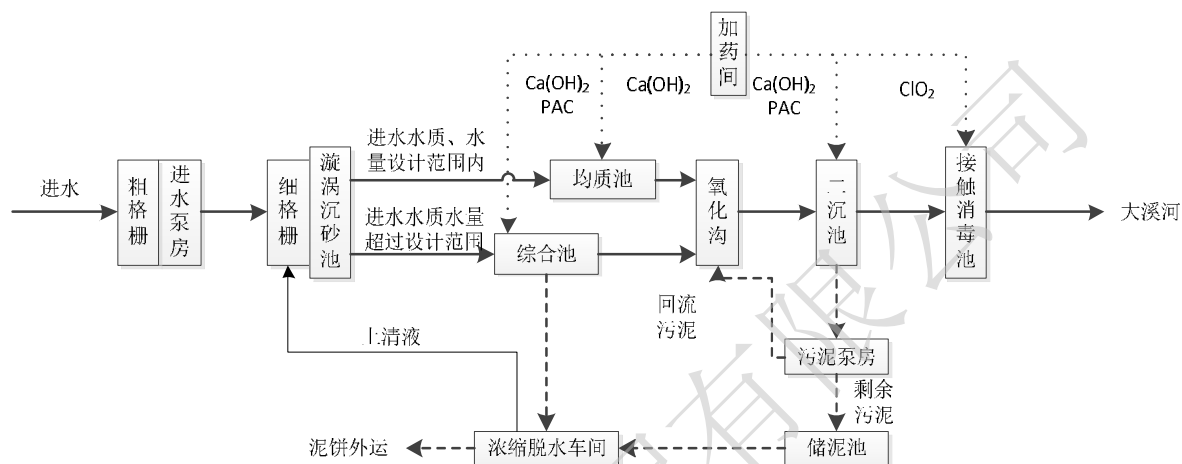 加药间
Ca(OH)₂
PAC
Ca(OH)₂
Ca(OH)₂
PAC
ClO₂
进水
粗格栅
进水泵房
细格栅
漩涡沉砂池
进水水质、水
量设计范围内
进水水质水量
超过设计范围
均质池
综合池
氧化沟
二沉池
接触消毒池
大溪河
回流
污泥
上清液
污泥泵房
剩余
污泥
泥饼外运
浓缩脱水车间
储泥池
有限公司